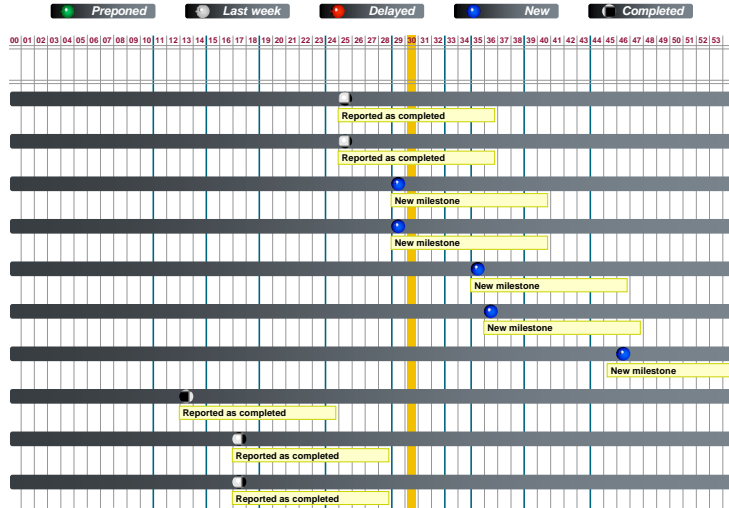 Preponed Last week Delayed New Completed
00 01 02 03 04 05 06 07 08 09 10 11 12 13 14 15 16 17 18 19 20 21 22 23 24 25 26 27 28 29 30 31 32 33 34 35 36 37 38 39 40 41 42 43 44 45 46 47 48 49 50 51 52 53
Reported as completed
Reported as completed
New milestone
New milestone
New milestone
New milestone
New milestone
Reported as completed
Reported as completed
Reported as completed